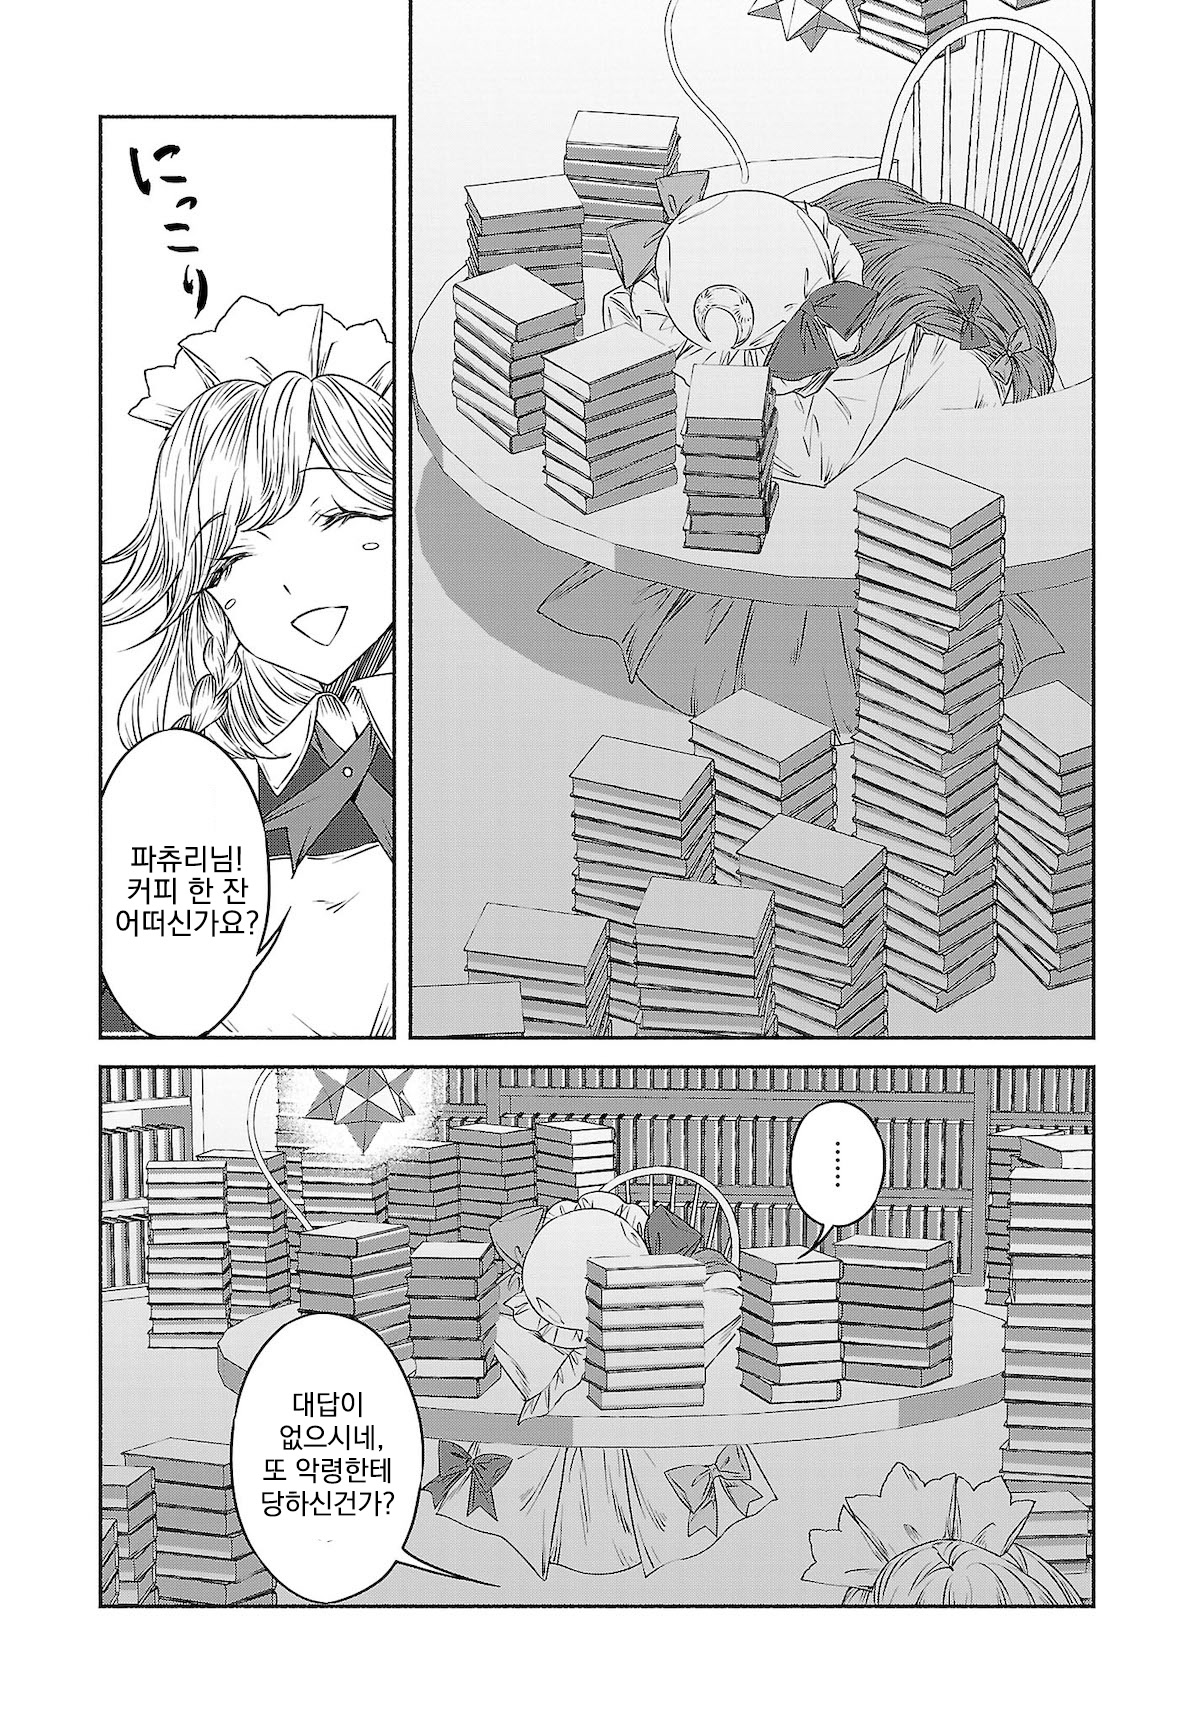 にっこり
파츄리님!
커피 한 잔
어떠신가요?
……
대답이
없으시네,
또 악령한테
당하신건가?